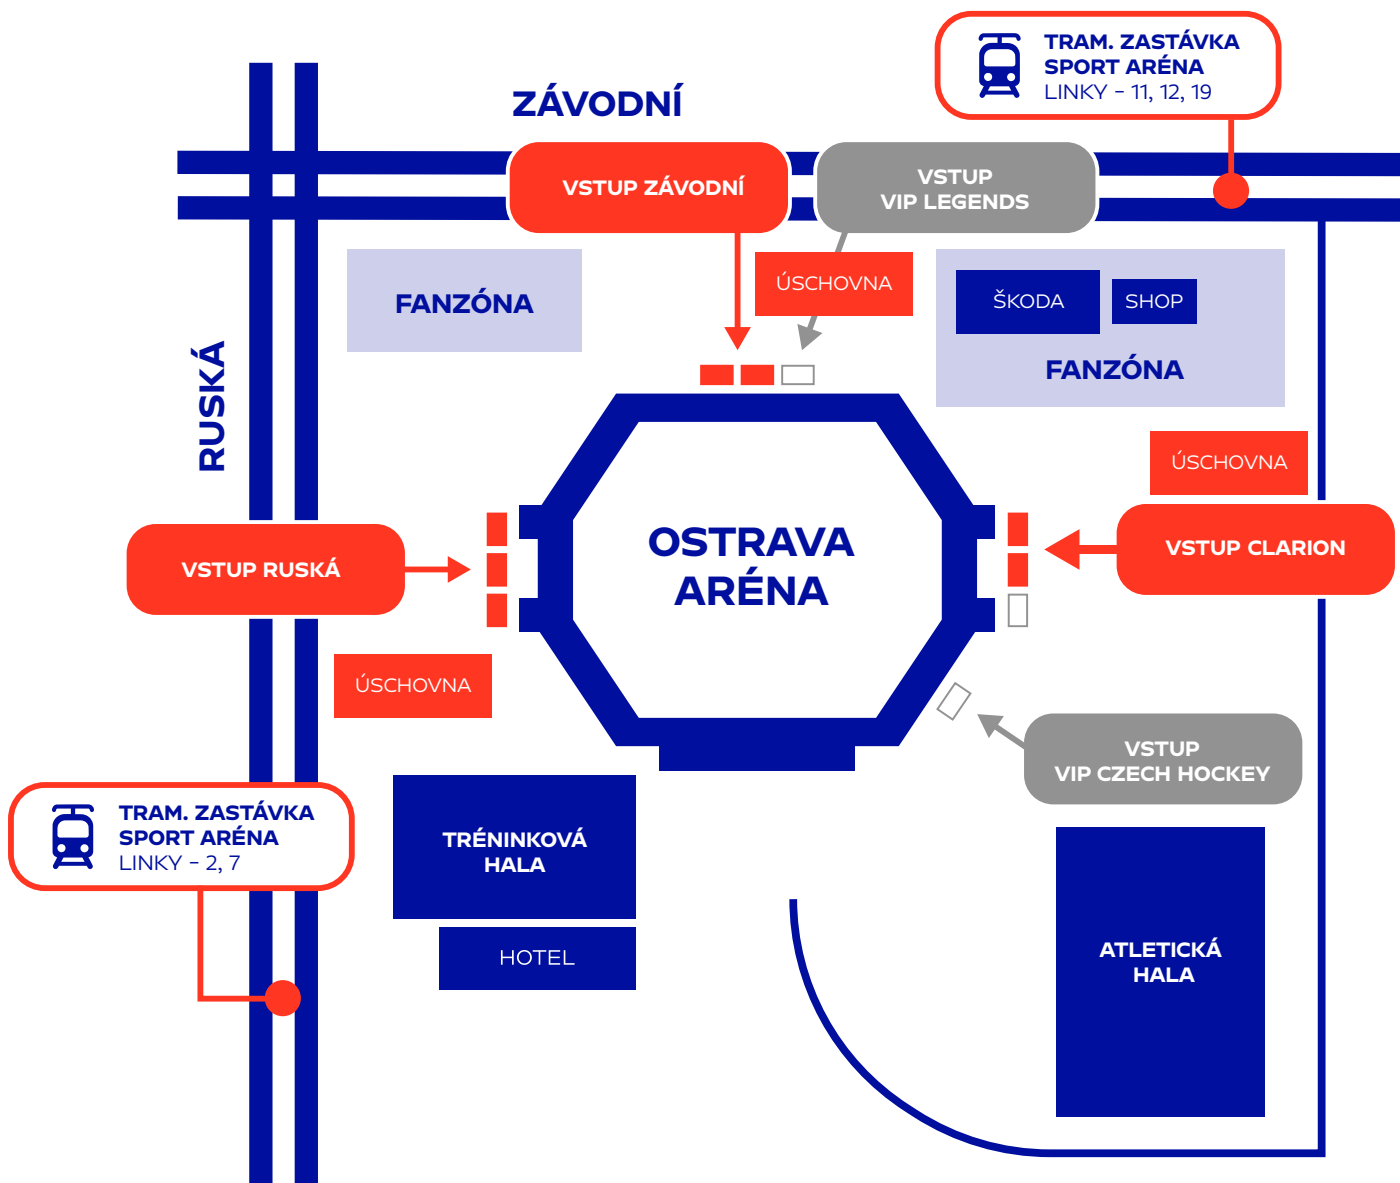 TRAM. ZASTÁVKA
SPORT ARÉNA
LINKY – 11, 12, 19
ZÁVODNÍ
VSTUP ZÁVODNÍ
VSTUP
VIP LEGENDS
ÚSCHOVNA
FANZÓNA
ŠKODA
SHOP
FANZÓNA
RUSKÁ
ÚSCHOVNA
OSTRAVA
ARÉNA
VSTUP CLARION
VSTUP RUSKÁ
ÚSCHOVNA
VSTUP
VIP CZECH HOCKEY
TRAM. ZASTÁVKA
SPORT ARÉNA
LINKY – 2, 7
TRÉNINKOVÁ
HALA
HOTEL
ATLETICKÁ
HALA